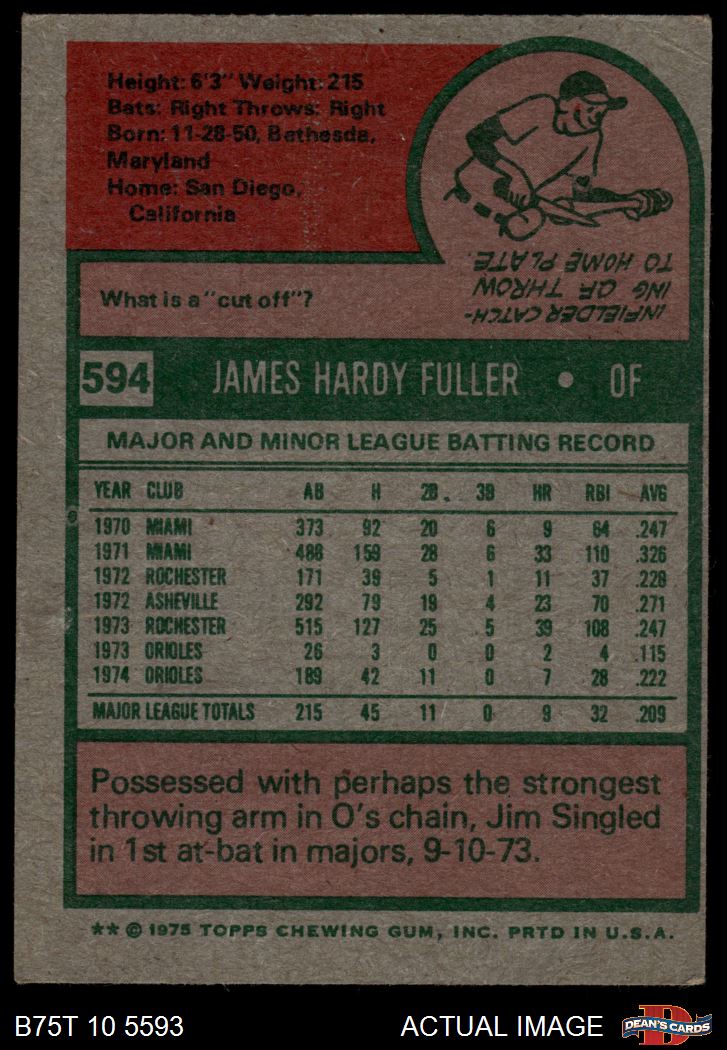 Height: 6'3" Weight: 215
Bats: Right Throws: Right
Born: 11-28-50, Bethesda,
Maryland
Home: San Diego,
California
What is a "cut off"?
INFIELDER CATCH-
ING OF THROW
TO HOME PLATE.
594 JAMES HARDY FULLER • OF
MAJOR AND MINOR LEAGUE BATTING RECORD
YEAR CLUB AB H 2B 3B HR RBI AVG
1970 MIAMI 373 92 20 6 9 64 .247
1971 MIAMI 488 159 28 6 33 110 .326
1972 ROCHESTER 171 39 5 1 11 37 .228
1972 ASHEVILLE 292 79 19 4 23 70 .271
1973 ROCHESTER 515 127 25 5 39 108 .247
1973 ORIOLES 26 3 0 0 2 4 .115
1974 ORIOLES 189 42 11 0 7 28 .222
MAJOR LEAGUE TOTALS 215 45 11 0 9 32 .209
Possessed with perhaps the strongest
throwing arm in O's chain, Jim Singled
in 1st at-bat in majors, 9-10-73.
** © 1975 TOPPS CHEWING GUM, INC. PRTD IN U.S.A.
B75T 10 5593 ACTUAL IMAGE D DEAN'S CARDS